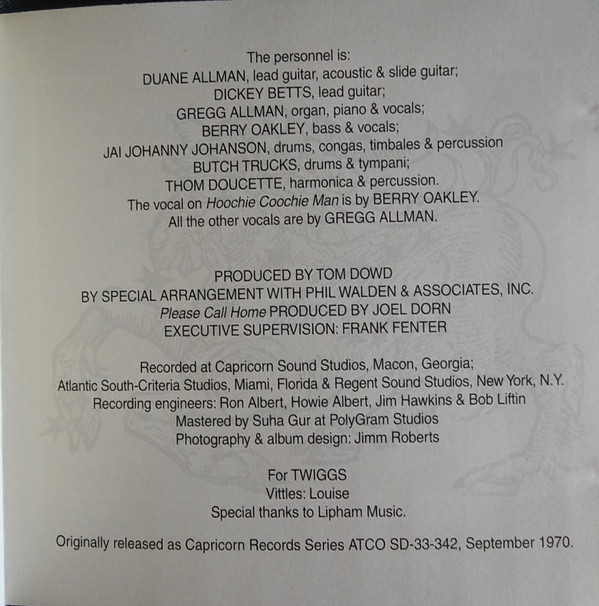 The personnel is:
DUANE ALLMAN, lead guitar, acoustic & slide guitar;
DICKEY BETTS, lead guitar;
GREGG ALLMAN, organ, piano & vocals;
BERRY OAKLEY, bass & vocals;
JAI JOHANNY JOHANSON, drums, congas, timbales & percussion
BUTCH TRUCKS, drums & tympani;
THOM DOUCETTE, harmonica & percussion.
The vocal on Hoochie Coochie Man is by BERRY OAKLEY.
All the other vocals are by GREGG ALLMAN.
PRODUCED BY TOM DOWD
BY SPECIAL ARRANGEMENT WITH PHIL WALDEN & ASSOCIATES, INC.
Please Call Home PRODUCED BY JOEL DORN
EXECUTIVE SUPERVISION: FRANK FENTER
Recorded at Capricorn Sound Studios, Macon, Georgia;
Atlantic South-Criteria Studios, Miami, Florida & Regent Sound Studios, New York, N.Y.
Recording engineers: Ron Albert, Howie Albert, Jim Hawkins & Bob Liftin
Mastered by Suha Gur at PolyGram Studios
Photography & album design: Jimm Roberts
For TWIGGS
Vittles: Louise
Special thanks to Lipham Music.
Originally released as Capricorn Records Series ATCO SD-33-342, September 1970.